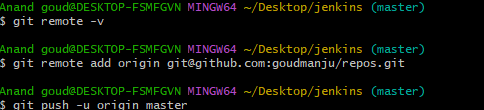 Anand goud@DESKTOP-FSMFGVN MINGW64 ~/Desktop/jenkins (master)
$ git remote -v
Anand goud@DESKTOP-FSMFGVN MINGW64 ~/Desktop/jenkins (master)
$ git remote add origin git@github.com:goudmanju/repos.git
Anand goud@DESKTOP-FSMFGVN MINGW64 ~/Desktop/jenkins (master)
$ git push -u origin master